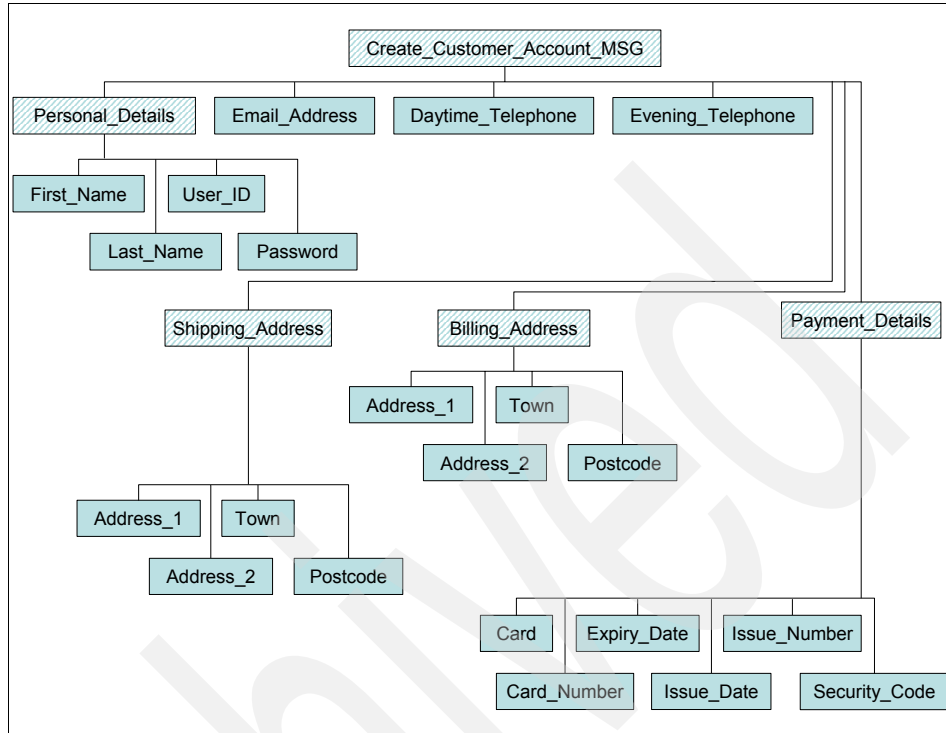 Create_Customer_Account_MSG
Personal_Details
Email_Address
Daytime_Telephone
Evening_Telephone
First_Name
User_ID
Last_Name
Password
Shipping_Address
Billing_Address
Payment_Details
Address_1
Town
Address_2
Postcode
Address_1
Town
Address_2
Postcode
Card
Expiry_Date
Issue_Number
Card_Number
Issue_Date
Security_Code
hived